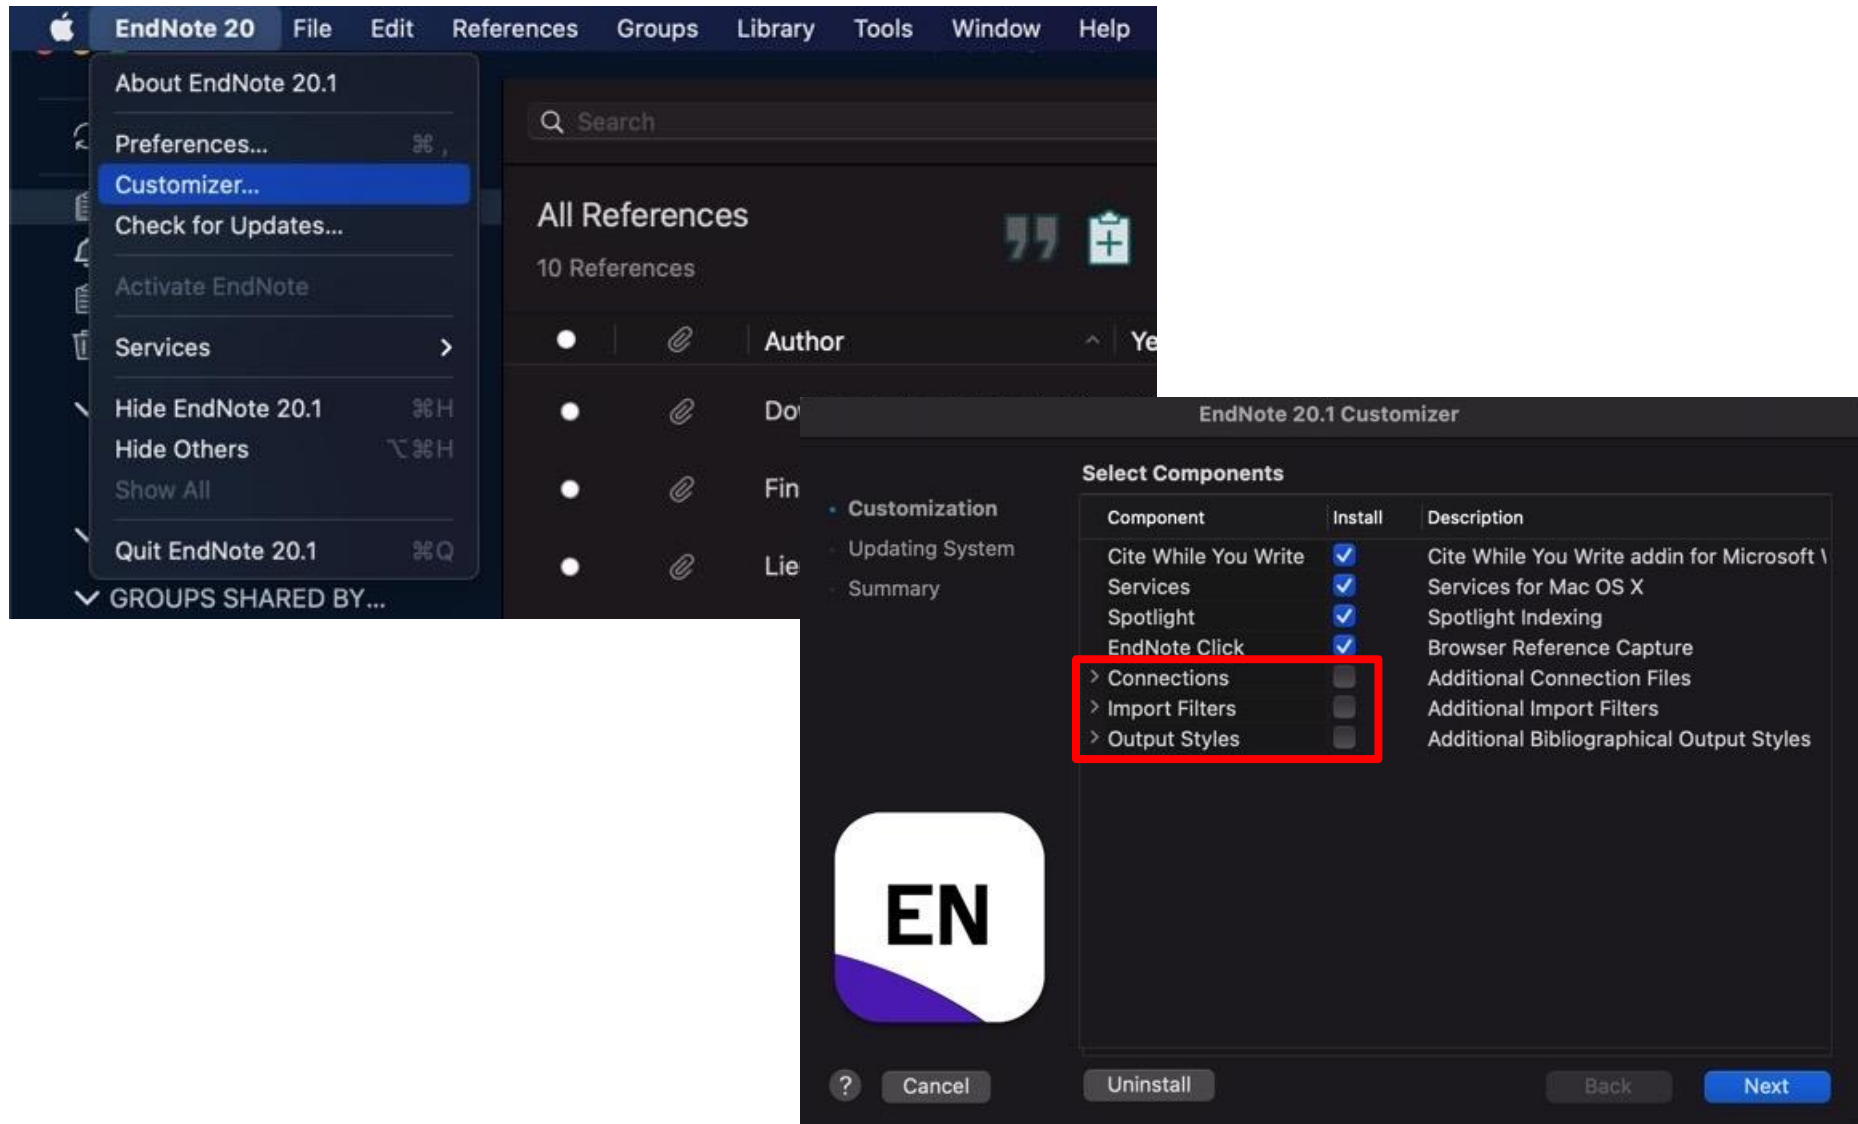 EndNote 20 File Edit References Groups Library Tools Window Help
About EndNote 20.1
Preferences... ⌘ ,
Customizer...
Check for Updates...
Activate EndNote
Services
Hide EndNote 20.1 ⌘H
Hide Others ⌥⌘H
Show All
Quit EndNote 20.1 ⌘Q
GROUPS SHARED BY...
Search
All References
10 References
Author Ye
Do
Fin
Lie
EndNote 20.1 Customizer
Customization
Updating System
Summary
Select Components
Component Install Description
Cite While You Write Cite While You Write addin for Microsoft
Services Services for Mac OS X
Spotlight Spotlight Indexing
EndNote Click Browser Reference Capture
Connections Additional Connection Files
Import Filters Additional Import Filters
Output Styles Additional Bibliographical Output Styles
EN
? Cancel Uninstall Back Next